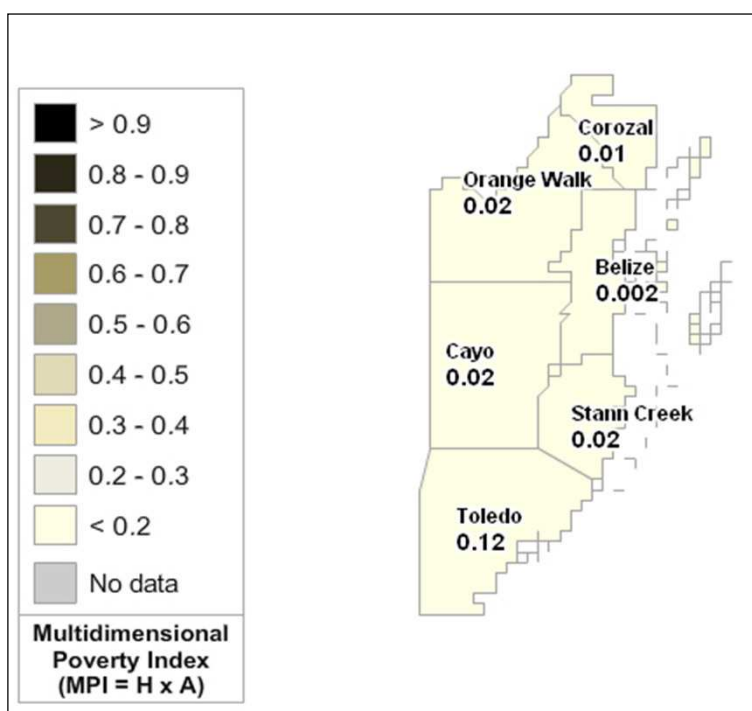 > 0.9
0.8 - 0.9
0.7 - 0.8
0.6 - 0.7
0.5 - 0.6
0.4 - 0.5
0.3 - 0.4
0.2 - 0.3
< 0.2
No data
Multidimensional
Poverty Index
(MPI = H x A)
Corozal
0.01
Orange Walk
0.02
Belize
0.002
Cayo
0.02
Stann Creek
0.02
Toledo
0.12